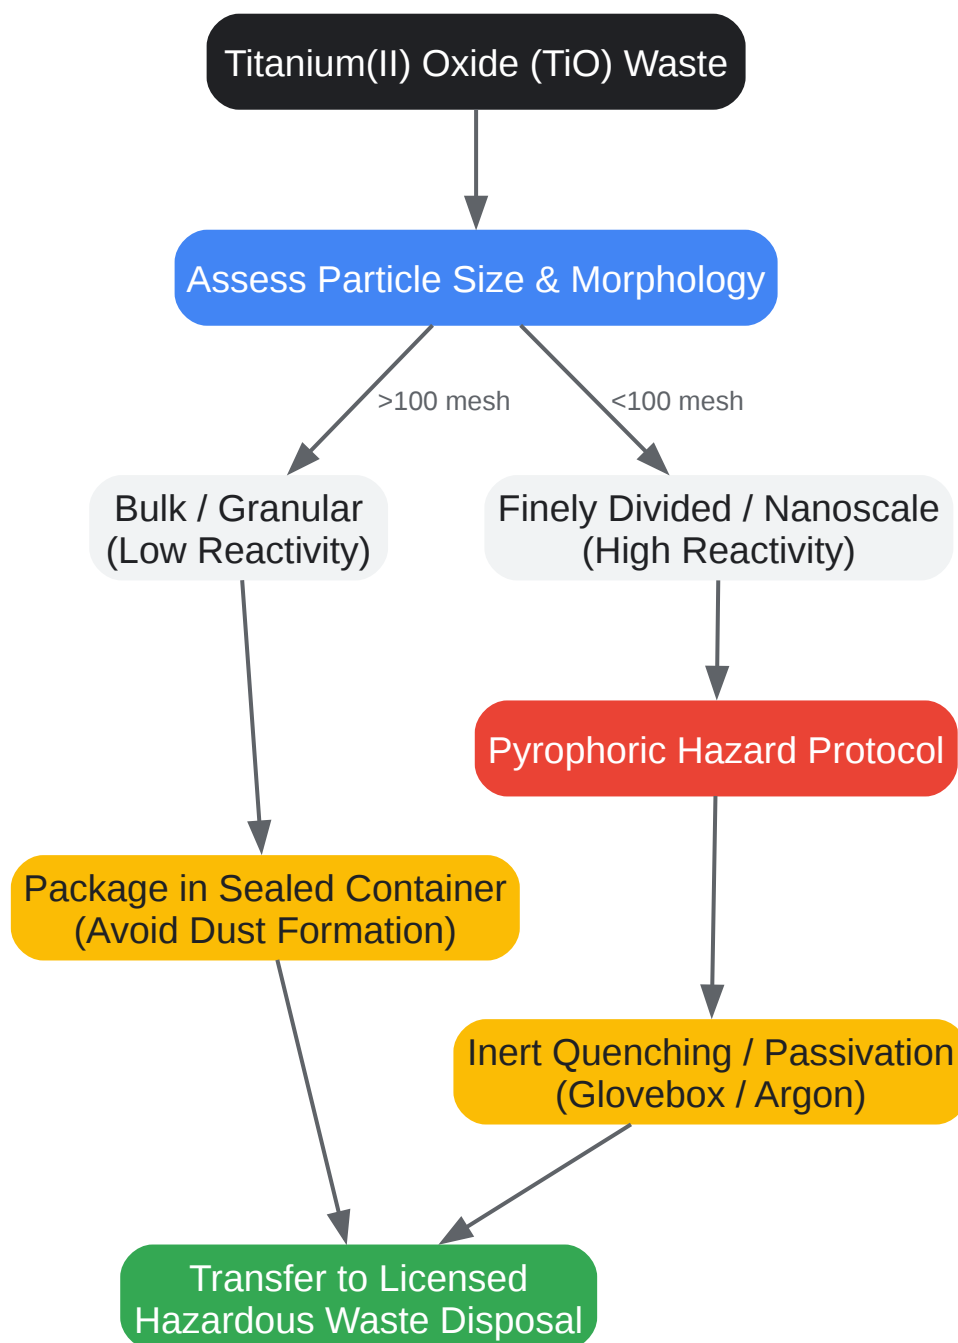 Titanium(II) Oxide (TiO) Waste
Assess Particle Size & Morphology
>100 mesh
<100 mesh
Bulk / Granular
(Low Reactivity)
Finely Divided / Nanoscale
(High Reactivity)
Pyrophoric Hazard Protocol
Package in Sealed Container
(Avoid Dust Formation)
Inert Quenching / Passivation
(Glovebox / Argon)
Transfer to Licensed
Hazardous Waste Disposal